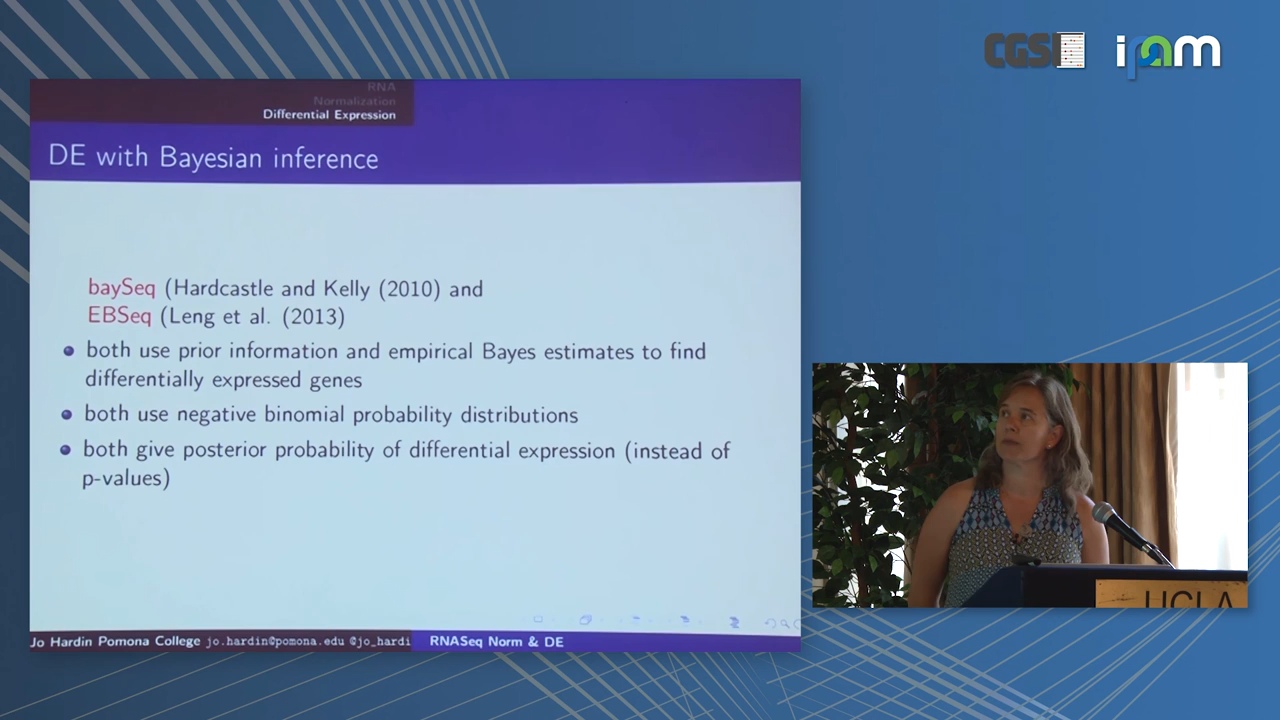 CGSI
ipam
RNA
Normalization
Differential Expression
DE with Bayesian inference
baySeq (Hardcastle and Kelly (2010) and
EBSeq (Leng et al. (2013)
both use prior information and empirical Bayes estimates to find
differentially expressed genes
both use negative binomial probability distributions
both give posterior probability of differential expression (instead of
p-values)
Jo Hardin Pomona College jo.hardin@pomona.edu @jo_hardi
RNASeq Norm & DE
UCLA